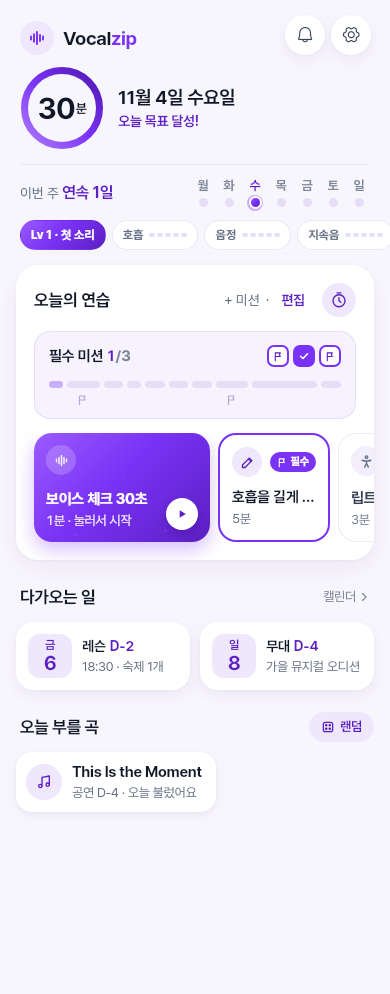 Vocalzip
30분
11월 4일 수요일
오늘 목표 달성!
이번 주 연속 1일
월 화 수 목 금 토 일
Lv 1 · 첫 소리
호흡
음정
지속음
오늘의 연습
+ 미션 · 편집
필수 미션 1/3
보이스 체크 30초
1분 · 눌러서 시작
필수
호흡을 길게 ...
5분
립트
3분
다가오는 일
캘린더
금
6
레슨 D-2
18:30 · 숙제 1개
일
8
무대 D-4
가을 뮤지컬 오디션
오늘 부를 곡
랜덤
This Is the Moment
공연 D-4 · 오늘 불렀어요